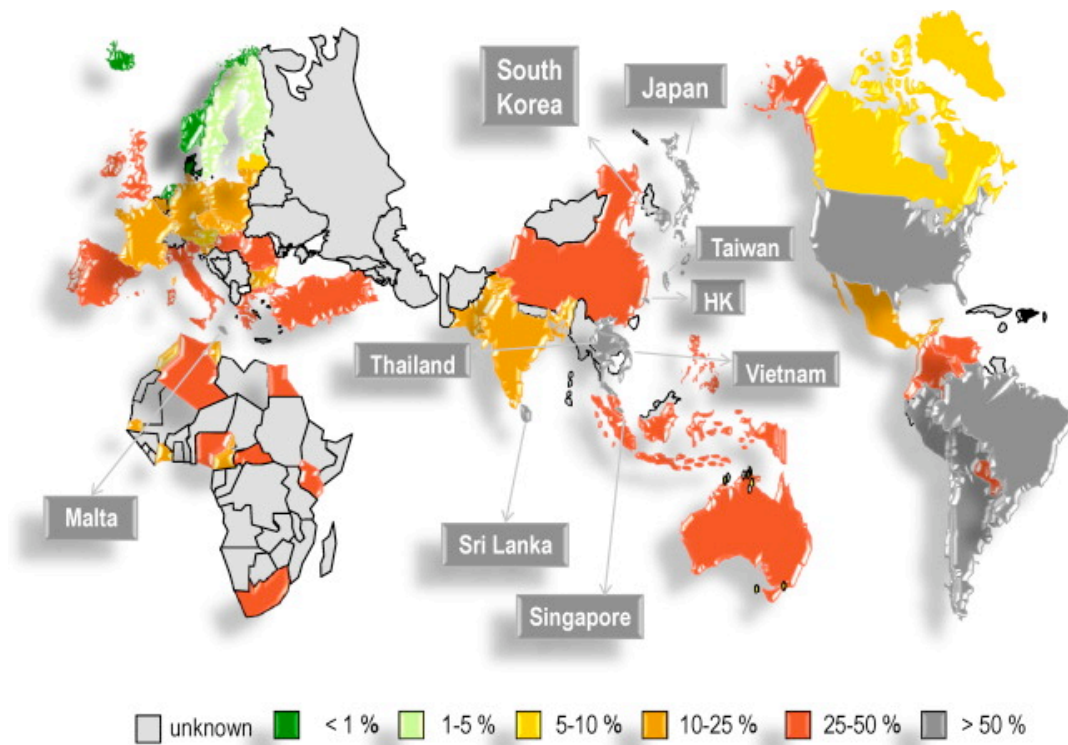 South
Korea
Japan
Taiwan
HK
Thailand
Vietnam
Malta
Sri Lanka
Singapore
unknown
< 1 %
1-5 %
5-10 %
10-25 %
25-50 %
> 50 %